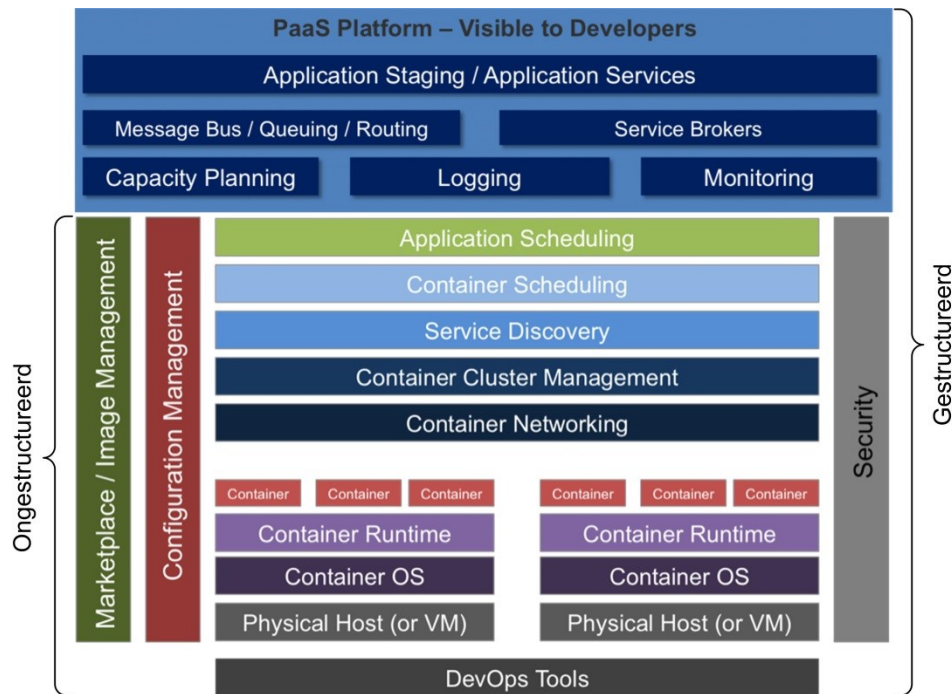 PaaS Platform – Visible to Developers
Application Staging / Application Services
Message Bus / Queuing / Routing
Service Brokers
Capacity Planning
Logging
Monitoring
Ongestructureerd
Marketplace / Image Management
Configuration Management
Application Scheduling
Container Scheduling
Service Discovery
Container Cluster Management
Container Networking
Container
Container
Container
Container
Container
Container
Container Runtime
Container Runtime
Container OS
Container OS
Physical Host (or VM)
Physical Host (or VM)
DevOps Tools
Security
Gestructureerd